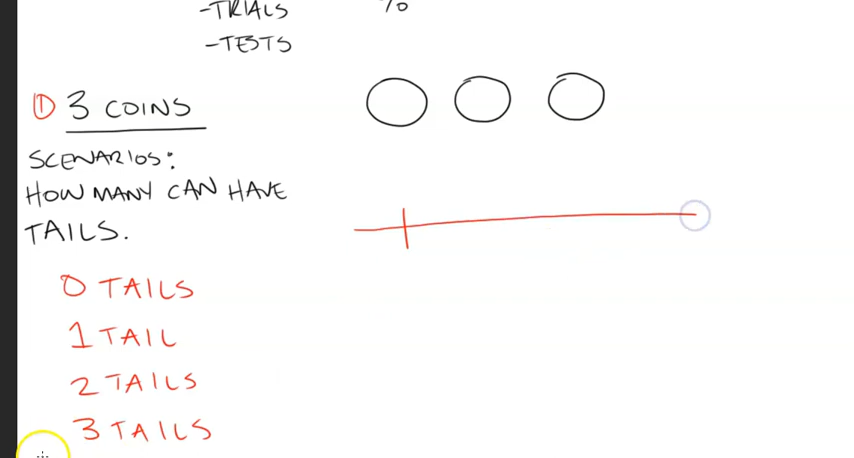 -TRIALS %
-TESTS
① 3 COINS
SCENARIOS:
HOW MANY CAN HAVE
TAILS.
0 TAILS
1 TAIL
2 TAILS
3 TAILS